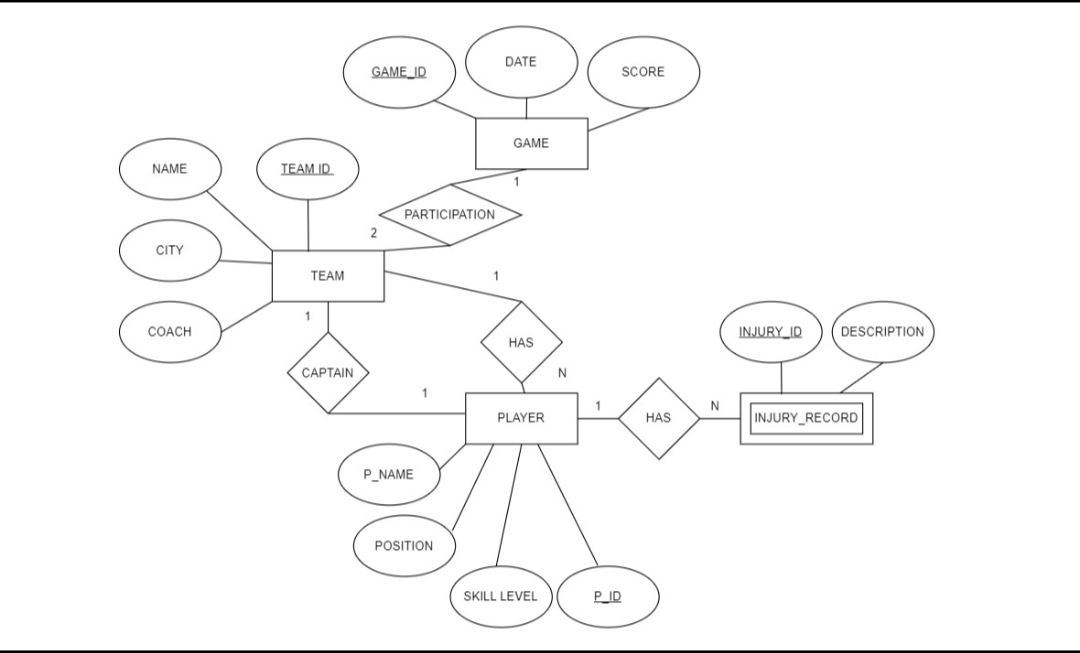 DATE
GAME_ID
SCORE
GAME
NAME
TEAM ID
1
PARTICIPATION
2
CITY
TEAM
1
1
COACH
HAS
CAPTAIN
N
1
INJURY_ID
DESCRIPTION
PLAYER
1
HAS
N
INJURY_RECORD
P_NAME
POSITION
SKILL LEVEL
P_ID